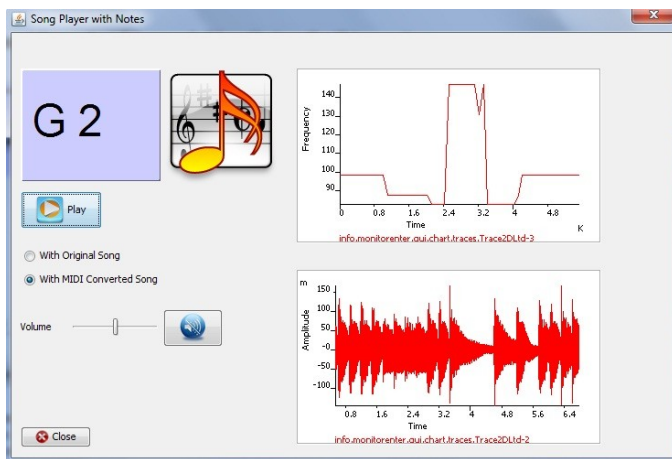 Song Player with Notes
G 2
Play
With Original Song
With MIDI Converted Song
Volume
Close
Frequency
140
130
120
110
100
90
0 0.8 1.6 2.4 3.2 4 4.8
Time
K
info.monitorenter.gui.chart.traces.Trace2DLtd-3
m
Amplitude
150
100
50
-0
-50
-100
0.8 1.6 2.4 3.2 4 4.8 5.6 6.4
Time
info.monitorenter.gui.chart.traces.Trace2DLtd-2